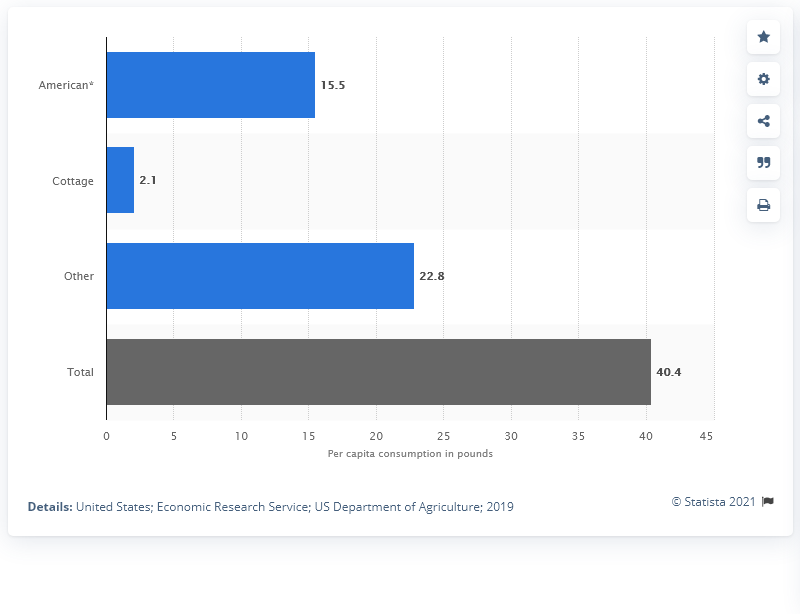 American*
15.5
Cottage
2.1
Other
22.8
Total
40.4
0 5 10 15 20 25 30 35 40 45
Per capita consumption in pounds
Details: United States; Economic Research Service; US Department of Agriculture; 2019
© Statista 2021